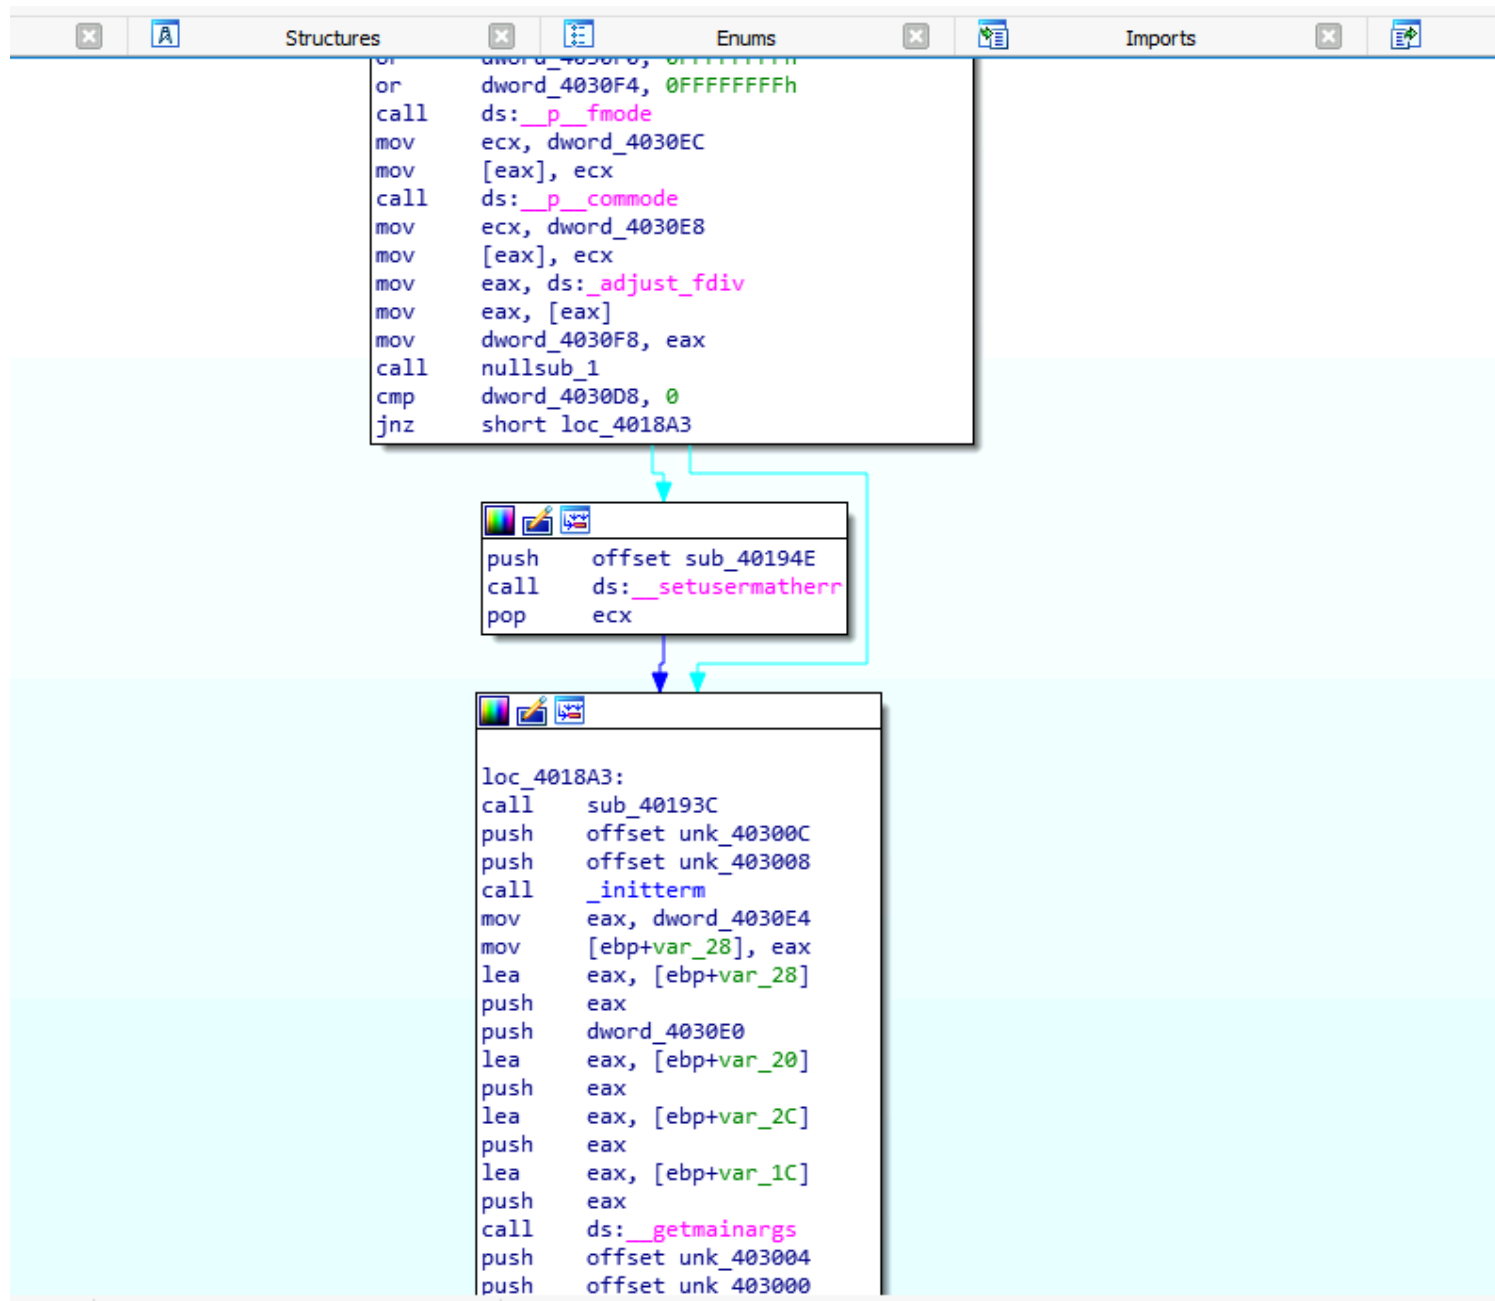 Structures Enums Imports
or dword_4030F0, 0FFFFFFFFh
or dword_4030F4, 0FFFFFFFFh
call ds:__p__fmode
mov ecx, dword_4030EC
mov [eax], ecx
call ds:__p__commode
mov ecx, dword_4030E8
mov [eax], ecx
mov eax, ds:_adjust_fdiv
mov eax, [eax]
mov dword_4030F8, eax
call nullsub_1
cmp dword_4030D8, 0
jnz short loc_4018A3
push offset sub_40194E
call ds:__setusermatherr
pop ecx
loc_4018A3:
call sub_40193C
push offset unk_40300C
push offset unk_403008
call _initterm
mov eax, dword_4030E4
mov [ebp+var_28], eax
lea eax, [ebp+var_28]
push eax
push dword_4030E0
lea eax, [ebp+var_20]
push eax
lea eax, [ebp+var_2C]
push eax
lea eax, [ebp+var_1C]
push eax
call ds:__getmainargs
push offset unk_403004
push offset unk_403000